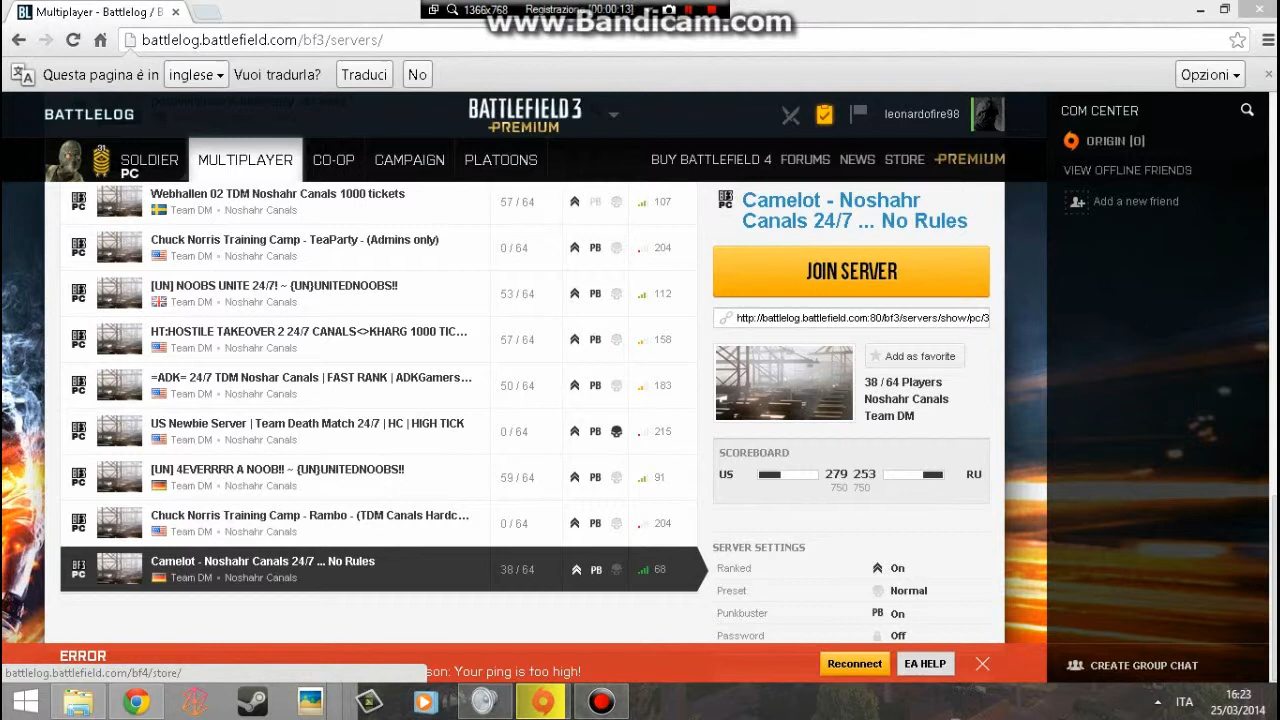 Multiplayer - Battlelog / B
1366x768
Registrazione [00:00:13]
www.Bandicam.com
battlelog.battlefield.com/bf3/servers/
Questa pagina è in inglese Vuoi tradurla? Traduci No Opzioni
BATTLELOG
BATTLEFIELD 3
PREMIUM
leonardofire98
COM CENTER
ORIGIN [0]
VIEW OFFLINE FRIENDS
Add a new friend
31
SOLDIER
PC
MULTIPLAYER
CO-OP
CAMPAIGN
PLATOONS
BUY BATTLEFIELD 4
FORUMS
NEWS
STORE
PREMIUM
Webhallen 02 TDM Noshahr Canals 1000 tickets
Team DM • Noshahr Canals
57 / 64 PB 107
Chuck Norris Training Camp - TeaParty - (Admins only)
Team DM • Noshahr Canals
0 / 64 PB 204
[UN] NOOBS UNITE 24/7! ~ {UN}UNITEDNOOBS!!
Team DM • Noshahr Canals
53 / 64 PB 112
HT:HOSTILE TAKEOVER 2 24/7 CANALS<>KHARG 1000 TIC...
Team DM • Noshahr Canals
57 / 64 PB 158
=ADK= 24/7 TDM Noshar Canals | FAST RANK | ADKGamers...
Team DM • Noshahr Canals
50 / 64 PB 183
US Newbie Server | Team Death Match 24/7 | HC | HIGH TICK
Team DM • Noshahr Canals
0 / 64 PB 215
[UN] 4EVERRRR A NOOB!! ~ {UN}UNITEDNOOBS!!
Team DM • Noshahr Canals
59 / 64 PB 91
Chuck Norris Training Camp - Rambo - (TDM Canals Hardc...
Team DM • Noshahr Canals
0 / 64 PB 204
Camelot - Noshahr Canals 24/7 ... No Rules
Team DM • Noshahr Canals
38 / 64 PB 68
Camelot - Noshahr
Canals 24/7 ... No Rules
JOIN SERVER
http://battlelog.battlefield.com:80/bf3/servers/show/pc/3
Add as favorite
38 / 64 Players
Noshahr Canals
Team DM
SCOREBOARD
US 279 253 RU
750 750
SERVER SETTINGS
Ranked On
Preset Normal
Punkbuster PB On
Password Off
ERROR
son: Your ping is too high!
Reconnect
EA HELP
battlelog.battlefield.com/bf4/store/
CREATE GROUP CHAT
ITA
16:23
25/03/2014